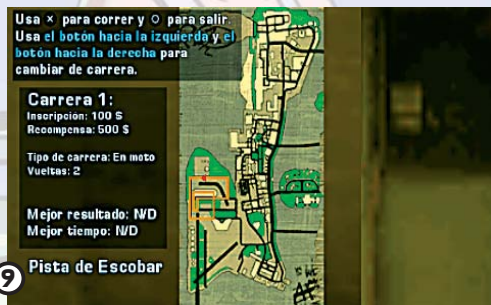 Usa × para correr y O para salir.
Usa el botón hacia la izquierda y el
botón hacia la derecha para
cambiar de carrera.
Carrera 1:
Inscripción: 100 $
Recompensa: 500 $
Tipo de carrera: En moto
Vueltas: 2
Mejor resultado: N/D
Mejor tiempo: N/D
9
Pista de Escobar